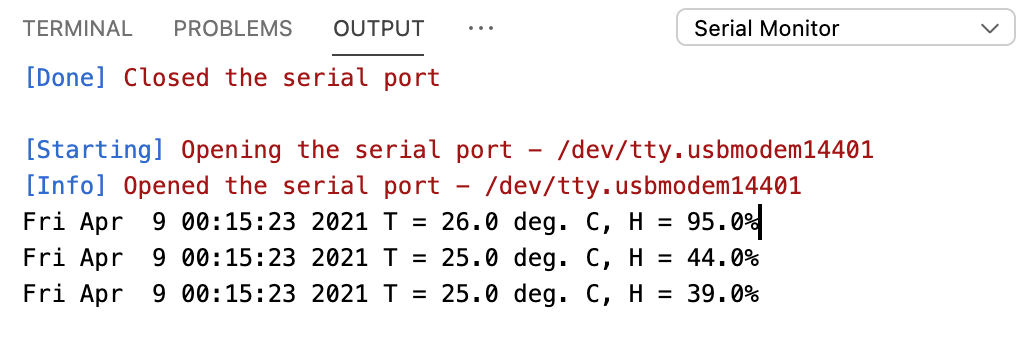 TERMINAL PROBLEMS OUTPUT ··· Serial Monitor
[Done] Closed the serial port
[Starting] Opening the serial port - /dev/tty.usbmodem14401
[Info] Opened the serial port - /dev/tty.usbmodem14401
Fri Apr  9 00:15:23 2021 T = 26.0 deg. C, H = 95.0%
Fri Apr  9 00:15:23 2021 T = 25.0 deg. C, H = 44.0%
Fri Apr  9 00:15:23 2021 T = 25.0 deg. C, H = 39.0%